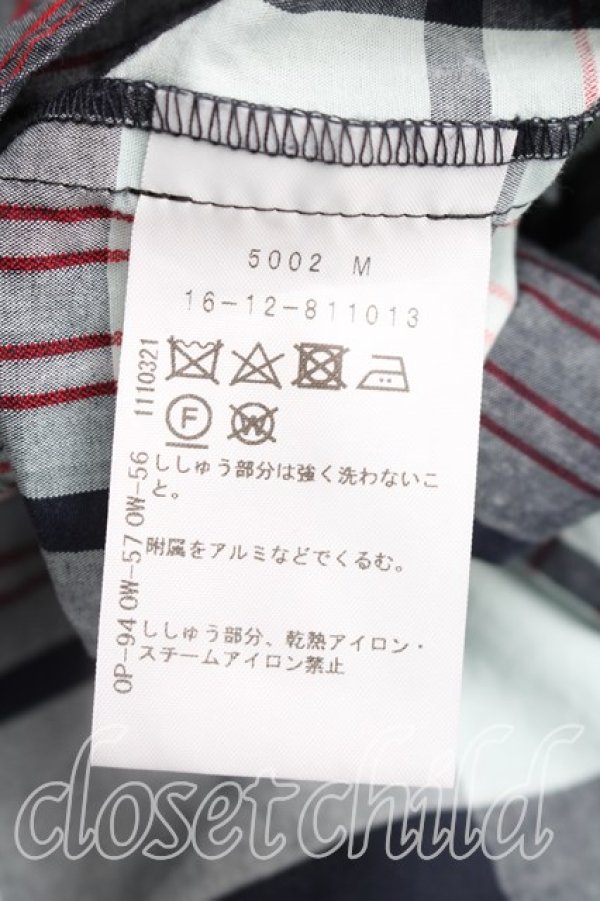 5002 M
16-12-811013
1110321
F
W
OP-94 OW-57 OW-56
ししゅう部分は強く洗わないこ
と。
附属をアルミなどでくるむ。
ししゅう部分、乾熱アイロン・
スチームアイロン禁止
closetchild